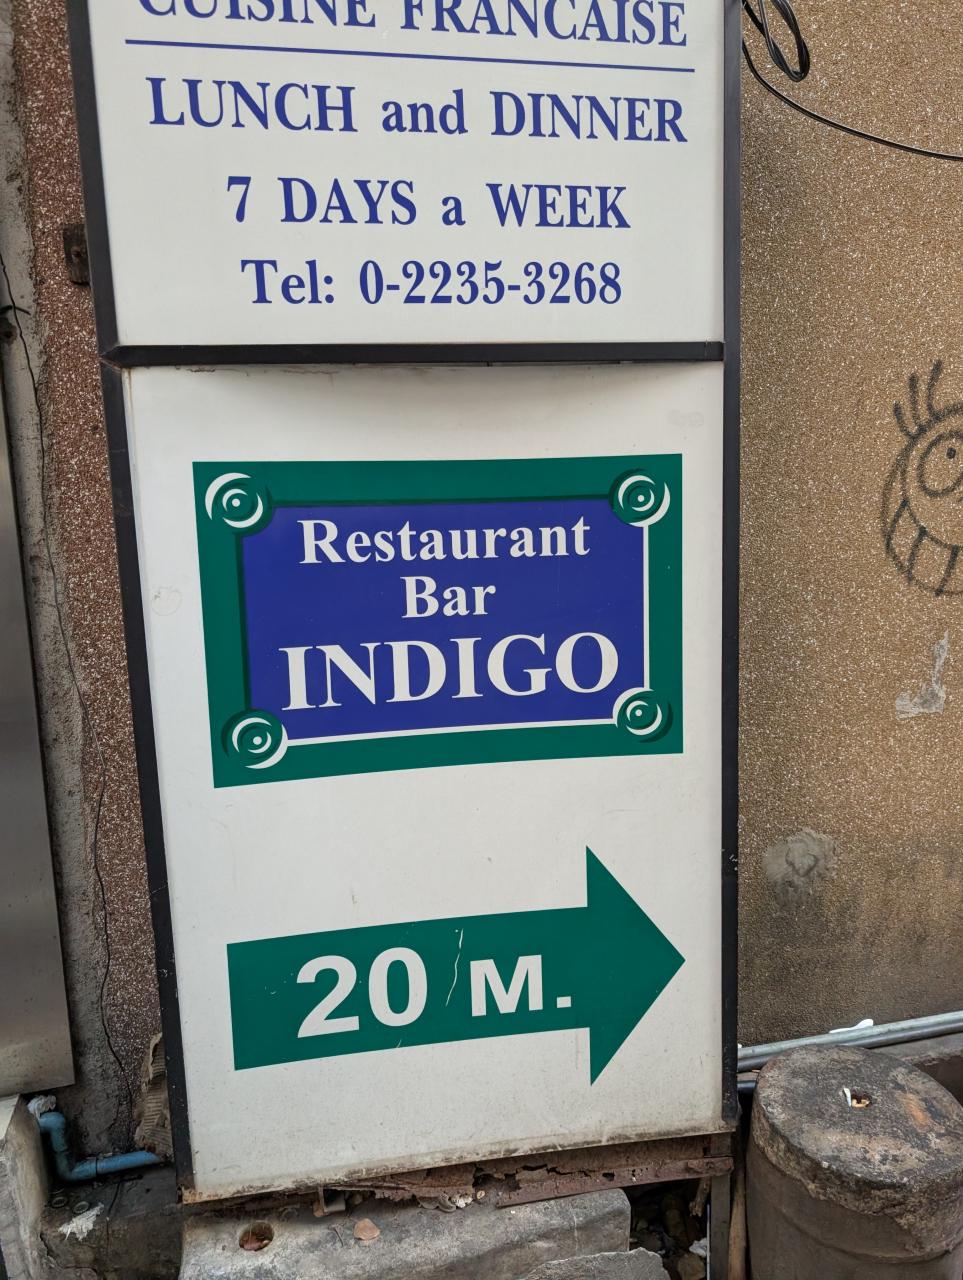 CUISINE FRANCAISE
LUNCH and DINNER
7 DAYS a WEEK
Tel: 0-2235-3268
Restaurant
Bar
INDIGO
20 M.